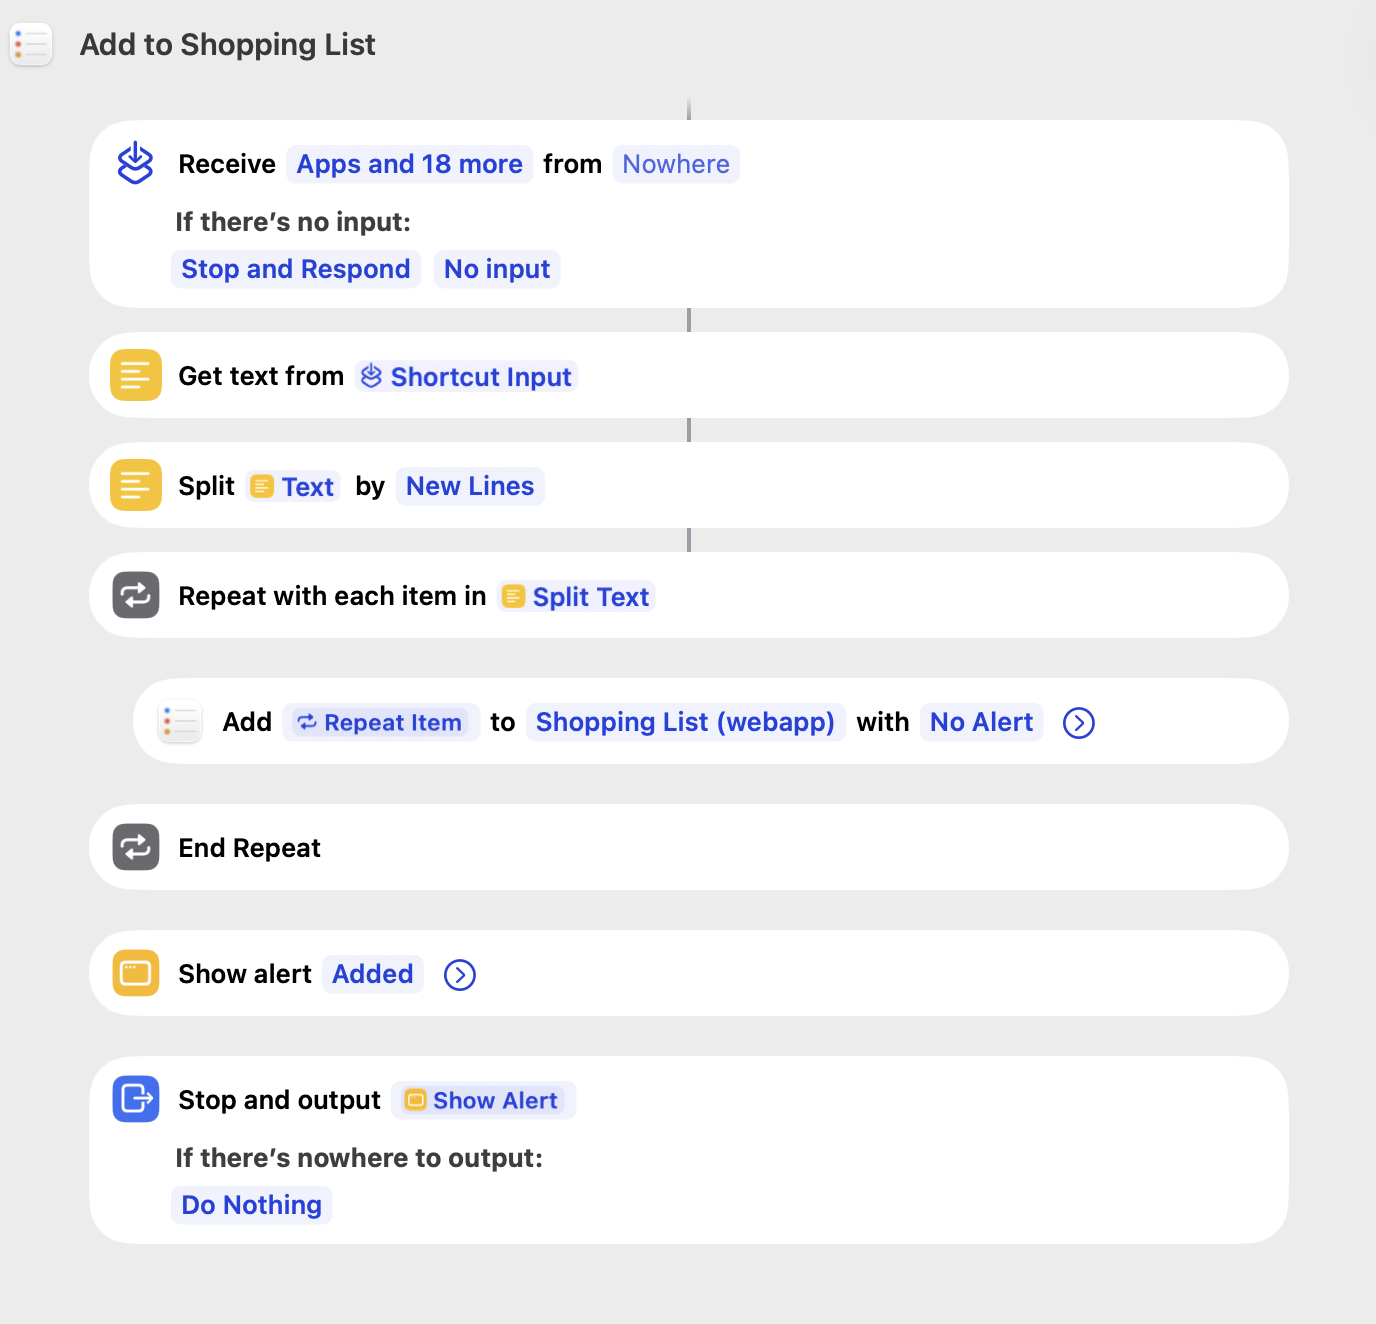 Add to Shopping List
Receive Apps and 18 more from Nowhere
If there’s no input:
Stop and Respond No input
Get text from Shortcut Input
Split Text by New Lines
Repeat with each item in Split Text
Add Repeat Item to Shopping List (webapp) with No Alert
End Repeat
Show alert Added
Stop and output Show Alert
If there’s nowhere to output:
Do Nothing